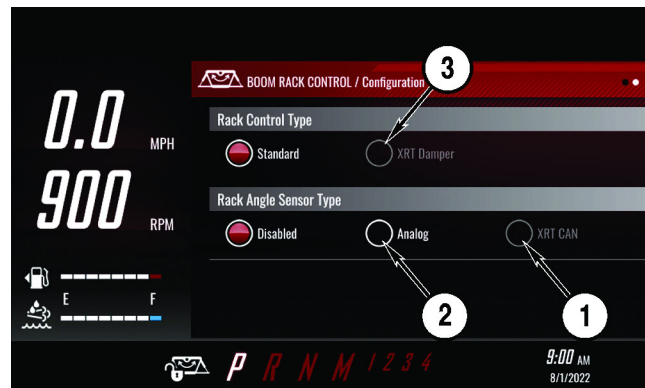 BOOM RACK CONTROL / Configuration
3
0.0 MPH
Rack Control Type
Standard XRT Damper
900 RPM
Rack Angle Sensor Type
Disabled Analog XRT CAN
E F
2 1
P R N M 1 2 3 4
9:00 AM
8/1/2022